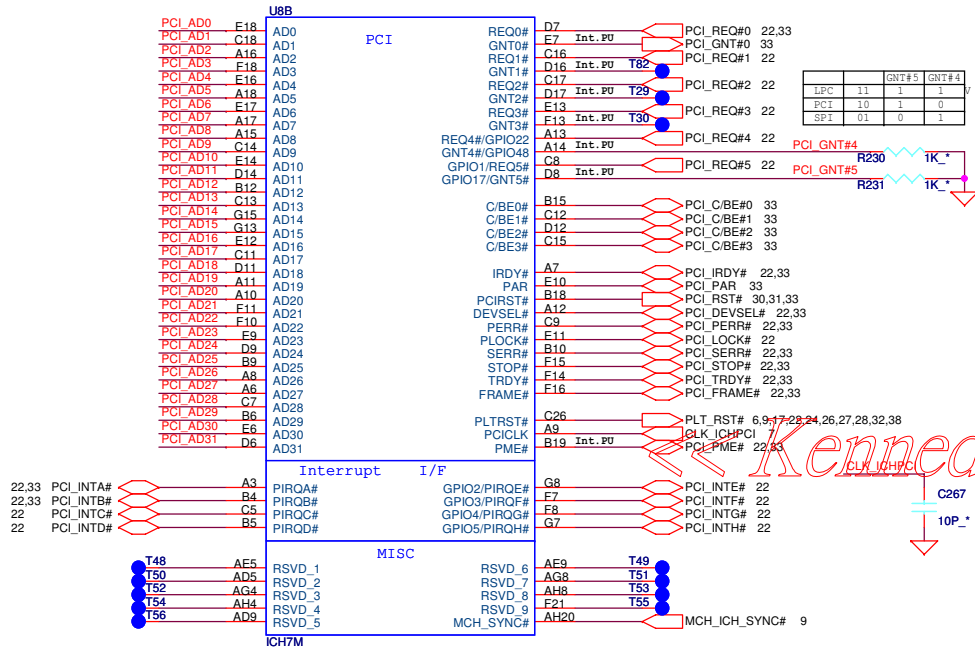 U8B
PCI
PCI_AD0 E18 AD0 REQ0# D7 PCI_REQ#0 22,33
PCI_AD1 C18 AD1 GNT0# E7 Int.PU PCI_GNT#0 33
PCI_AD2 A16 AD2 REQ1# C16 PCI_REQ#1 22
PCI_AD3 F18 AD3 GNT1# D16 Int.PU T82
PCI_AD4 E16 AD4 REQ2# C17 PCI_REQ#2 22
PCI_AD5 A18 AD5 GNT2# D17 Int.PU T29
PCI_AD6 E17 AD6 REQ3# E13 PCI_REQ#3 22
PCI_AD7 A17 AD7 GNT3# F13 Int.PU T30
PCI_AD8 A15 AD8 REQ4#/GPIO22 A13 PCI_REQ#4 22
PCI_AD9 C14 AD9 GNT4#/GPIO48 A14 Int.PU PCI_GNT#4 R230 1K_*
PCI_AD10 E14 AD10 GPIO1/REQ5# C8 PCI_REQ#5 22
PCI_AD11 D14 AD11 GPIO17/GNT5# D8 Int.PU PCI_GNT#5 R231 1K_*
PCI_AD12 B12 AD12
PCI_AD13 C13 AD13 C/BE0# B15 PCI_C/BE#0 33
PCI_AD14 G15 AD14 C/BE1# C12 PCI_C/BE#1 33
PCI_AD15 G13 AD15 C/BE2# D12 PCI_C/BE#2 33
PCI_AD16 E12 AD16 C/BE3# C15 PCI_C/BE#3 33
PCI_AD17 C11 AD17
PCI_AD18 D11 AD18 IRDY# A7 PCI_IRDY# 22,33
PCI_AD19 A11 AD19 PAR E10 PCI_PAR 33
PCI_AD20 A10 AD20 PCIRST# B18 PCI_RST# 30,31,33
PCI_AD21 F11 AD21 DEVSEL# A12 PCI_DEVSEL# 22,33
PCI_AD22 F10 AD22 PERR# C9 PCI_PERR# 22,33
PCI_AD23 E9 AD23 PLOCK# E11 PCI_LOCK# 22
PCI_AD24 D9 AD24 SERR# B10 PCI_SERR# 22,33
PCI_AD25 B9 AD25 STOP# F15 PCI_STOP# 22,33
PCI_AD26 A8 AD26 TRDY# F14 PCI_TRDY# 22,33
PCI_AD27 A6 AD27 FRAME# F16 PCI_FRAME# 22,33
PCI_AD28 C7 AD28
PCI_AD29 B6 AD29 PLTRST# C26 PLT_RST# 6,9,17,22,24,26,27,28,32,38
PCI_AD30 E6 AD30 PCICLK A9 CLK_ICHPCI 7
PCI_AD31 D6 AD31 PME# B19 Int.PU PCI_PME# 22,33
GNT#5 GNT#4
LPC 11 1 1 V
PCI 10 1 0
SPI 01 0 1
<< Kennec
CLK_ICHPCI
C267
10P_*
Interrupt I/F
22,33 PCI_INTA# A3 PIRQA# GPIO2/PIRQE# G8 PCI_INTE# 22
22,33 PCI_INTB# B4 PIRQB# GPIO3/PIRQF# F7 PCI_INTF# 22
22 PCI_INTC# C5 PIRQC# GPIO4/PIRQG# F8 PCI_INTG# 22
22 PCI_INTD# B5 PIRQD# GPIO5/PIRQH# G7 PCI_INTH# 22
MISC
T48 AE5 RSVD_1 RSVD_6 AE9 T49
T50 AD5 RSVD_2 RSVD_7 AG8 T51
T52 AG4 RSVD_3 RSVD_8 AH8 T53
T54 AH4 RSVD_4 RSVD_9 F21 T55
T56 AD9 RSVD_5 MCH_SYNC# AH20 MCH_ICH_SYNC# 9
ICH7M